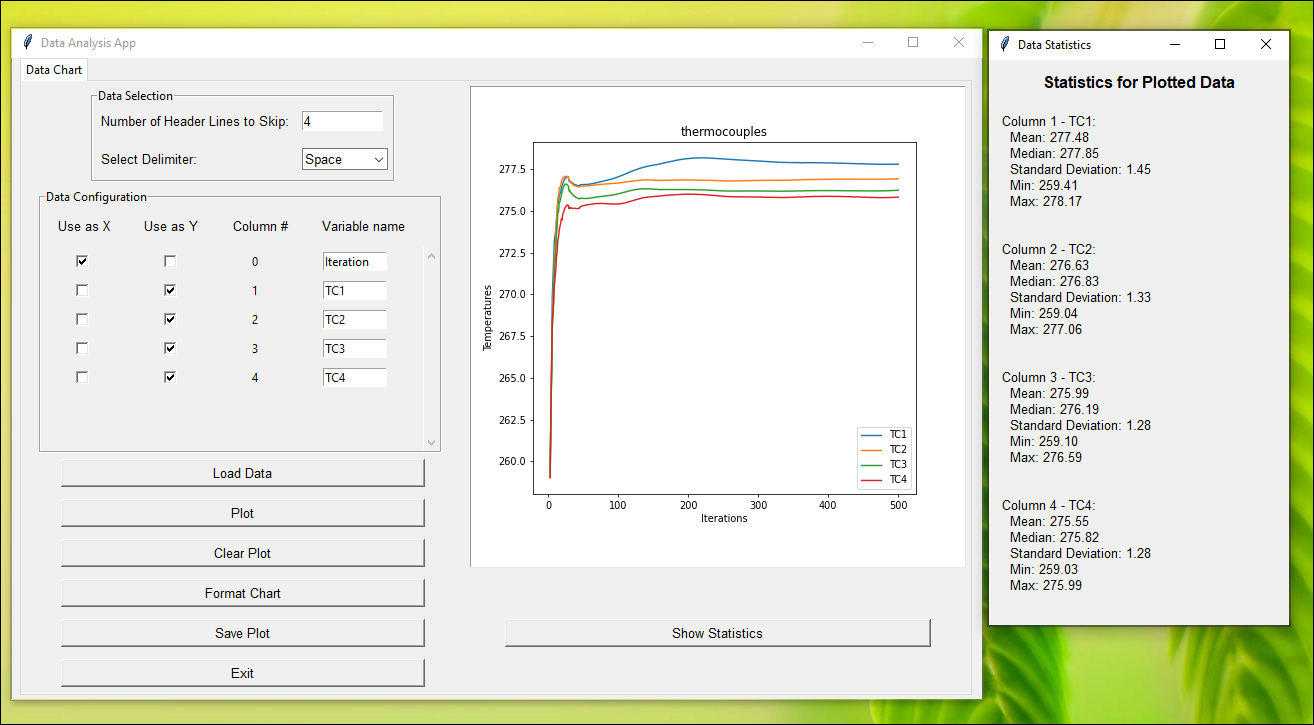 Data Analysis App
Data Chart
Data Selection
Number of Header Lines to Skip: 4
Select Delimiter: Space
Data Configuration
Use as X Use as Y Column # Variable name
0 Iteration
1 TC1
2 TC2
3 TC3
4 TC4
Load Data
Plot
Clear Plot
Format Chart
Save Plot
Exit
thermocouples
Temperatures
277.5
275.0
272.5
270.0
267.5
265.0
262.5
260.0
TC1
TC2
TC3
TC4
0 100 200 300 400 500
Iterations
Show Statistics
Data Statistics
Statistics for Plotted Data
Column 1 - TC1:
Mean: 277.48
Median: 277.85
Standard Deviation: 1.45
Min: 259.41
Max: 278.17
Column 2 - TC2:
Mean: 276.63
Median: 276.83
Standard Deviation: 1.33
Min: 259.04
Max: 277.06
Column 3 - TC3:
Mean: 275.99
Median: 276.19
Standard Deviation: 1.28
Min: 259.10
Max: 276.59
Column 4 - TC4:
Mean: 275.55
Median: 275.82
Standard Deviation: 1.28
Min: 259.03
Max: 275.99